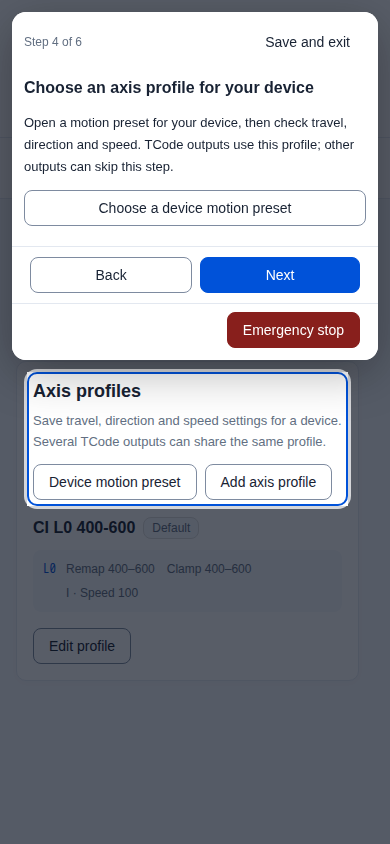 Step 4 of 6
Save and exit
Choose an axis profile for your device
Open a motion preset for your device, then check travel,
direction and speed. TCode outputs use this profile; other
outputs can skip this step.
Choose a device motion preset
Back
Next
Emergency stop
Axis profiles
Save travel, direction and speed settings for a device.
Several TCode outputs can share the same profile.
Device motion preset
Add axis profile
CI L0 400-600
Default
L0
Remap 400–600
Clamp 400–600
I · Speed 100
Edit profile